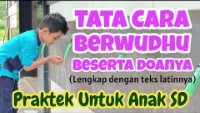 TATA CARA
BERWUDHU
BESERTA DOANYA
(Lengkap dengan teks latinnya)
Praktek Untuk Anak SD